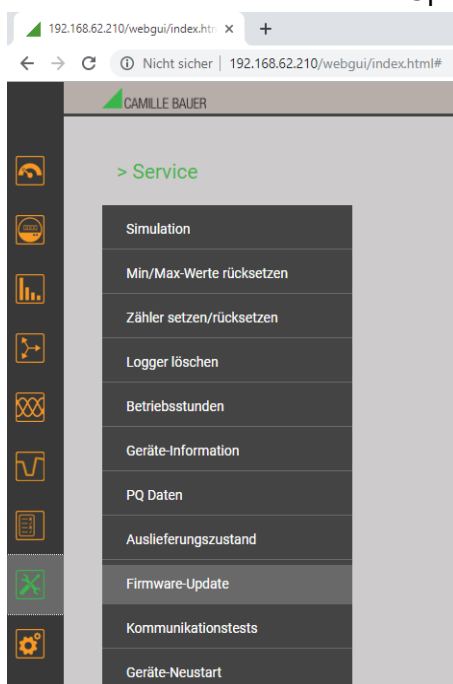 192.168.62.210/webgui/index.htm
Nicht sicher | 192.168.62.210/webgui/index.html#
CAMILLE BAUER
> Service
Simulation
Min/Max-Werte rücksetzen
Zähler setzen/rücksetzen
Logger löschen
Betriebsstunden
Geräte-Information
PQ Daten
Auslieferungszustand
Firmware-Update
Kommunikationstests
Geräte-Neustart